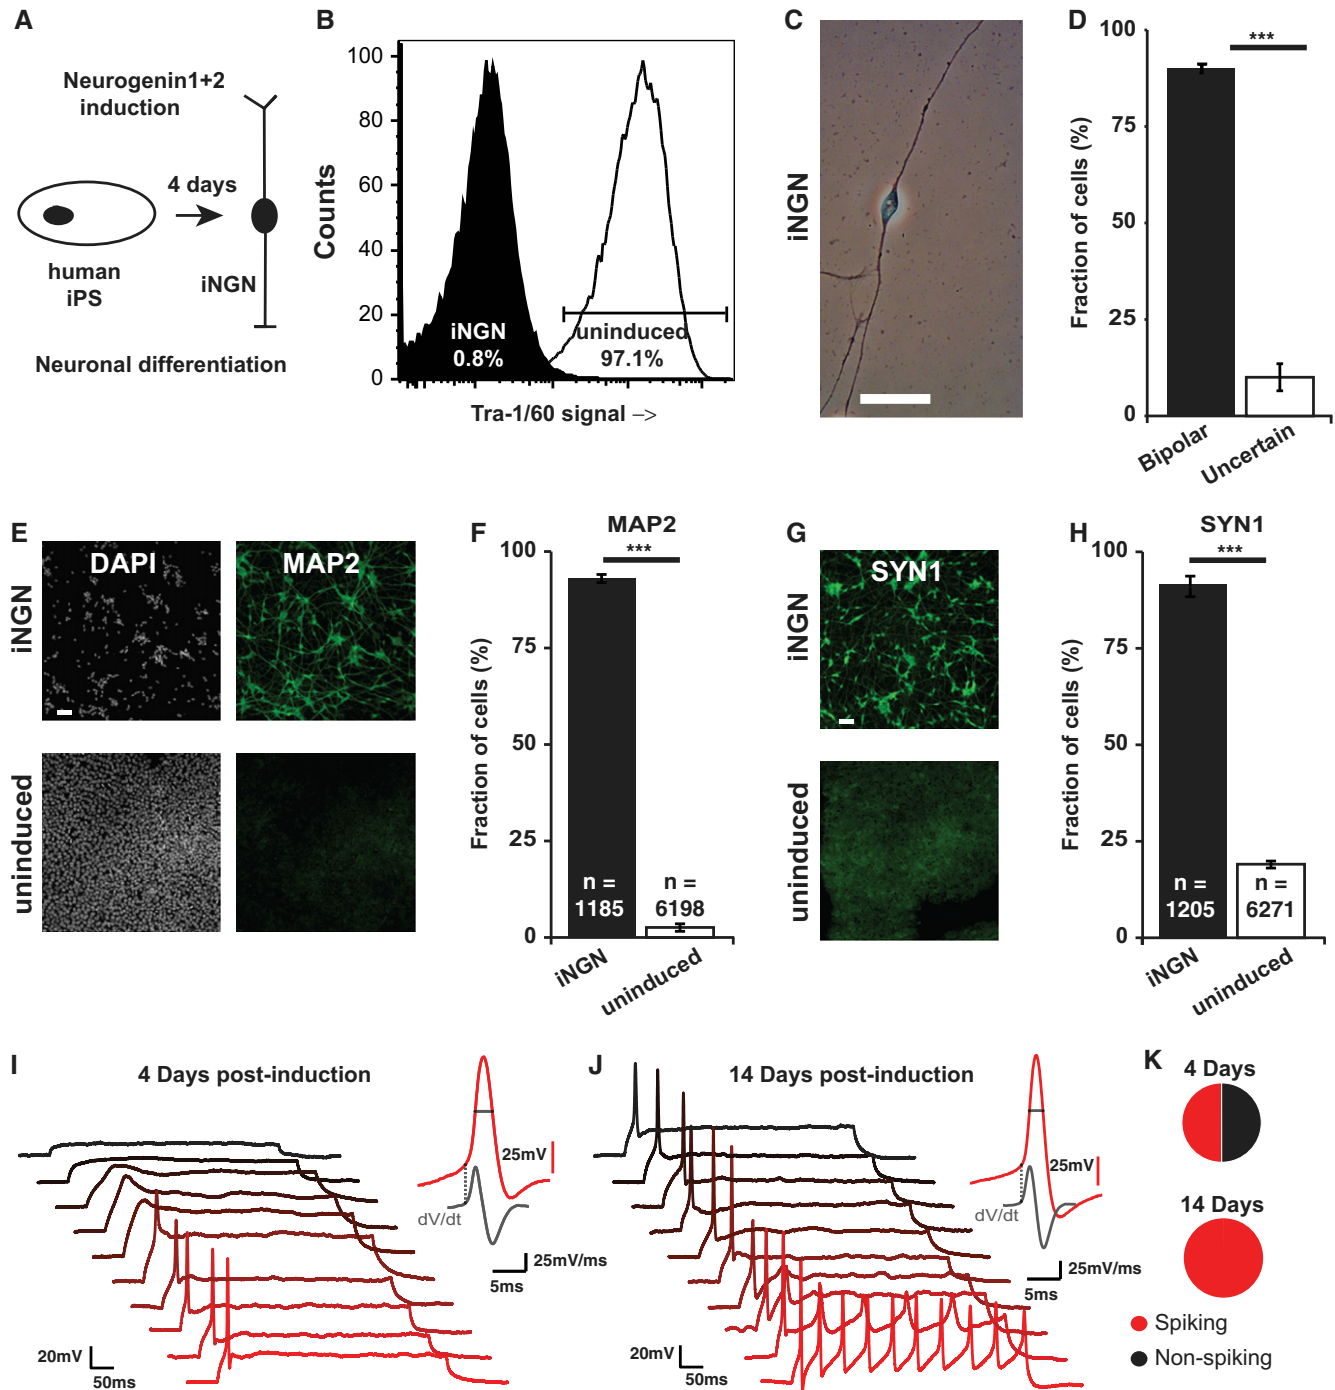 A
Neurogenin1+2
induction
4 days
human
iPS
iNGN
Neuronal differentiation
B
Counts
100
80
60
40
20
0
iNGN
0.8%
uninduced
97.1%
Tra-1/60 signal –>
C
iNGN
D
Fraction of cells (%)
100
75
50
25
0
***
Bipolar
Uncertain
E
iNGN
DAPI
MAP2
uninduced
F
MAP2
***
Fraction of cells (%)
100
75
50
25
0
n =
1185
n =
6198
iNGN
uninduced
G
iNGN
SYN1
uninduced
H
SYN1
***
Fraction of cells (%)
100
75
50
25
0
n =
1205
n =
6271
iNGN
uninduced
I
4 Days post-induction
25mV
dV/dt
25mV/ms
5ms
20mV
50ms
J
14 Days post-induction
25mV
dV/dt
25mV/ms
5ms
20mV
50ms
K
4 Days
14 Days
Spiking
Non-spiking